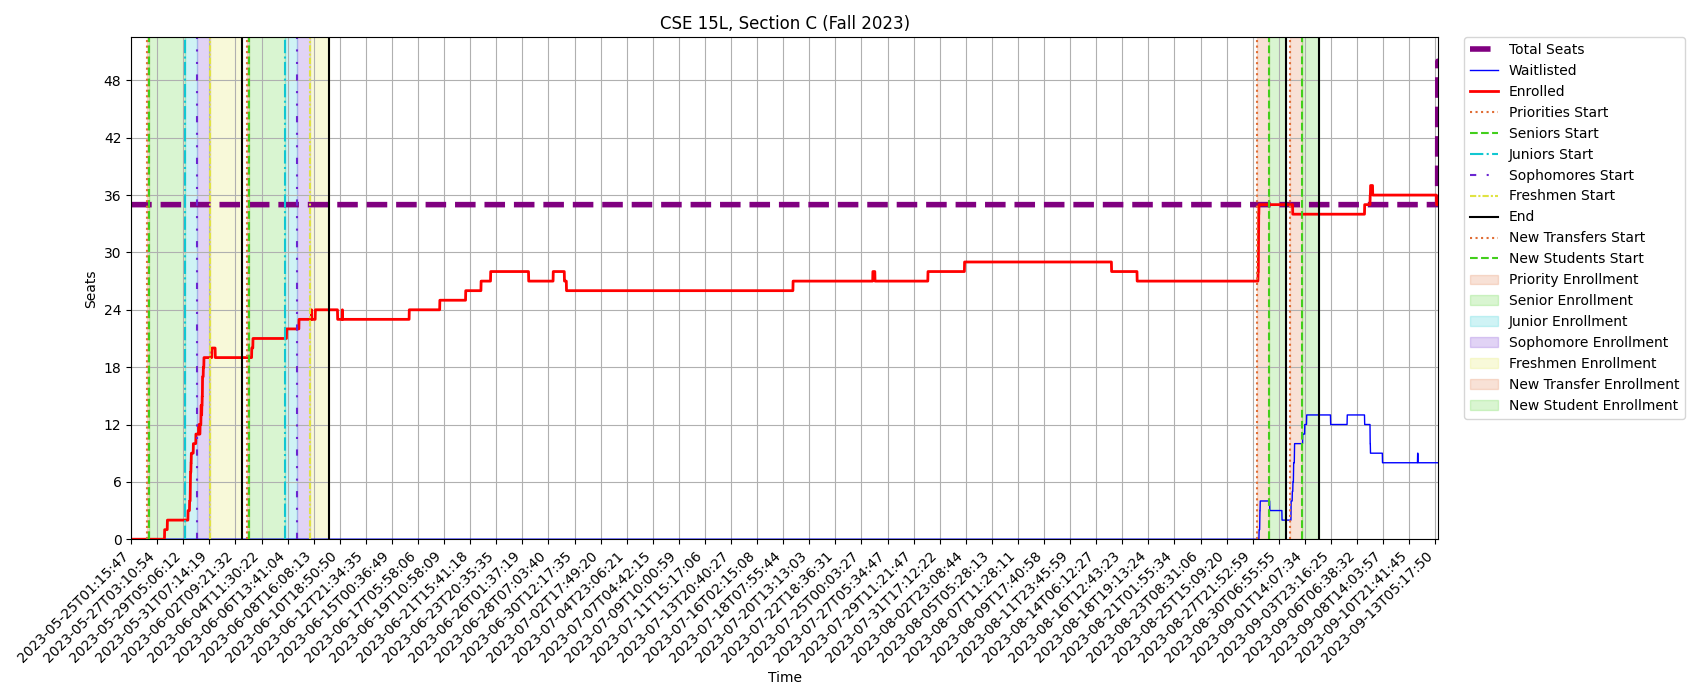 CSE 15L, Section C (Fall 2023)
Seats
48
42
36
30
24
18
12
6
0
2023-05-25T01:15:47
2023-05-27T03:10:54
2023-05-29T05:06:12
2023-05-31T07:14:19
2023-06-02T09:21:32
2023-06-04T11:30:22
2023-06-06T13:41:04
2023-06-08T16:08:13
2023-06-10T18:50:50
2023-06-12T21:34:35
2023-06-15T00:36:49
2023-06-17T05:58:06
2023-06-19T10:58:09
2023-06-21T15:41:18
2023-06-23T20:35:35
2023-06-26T01:37:19
2023-06-28T07:03:40
2023-06-30T12:17:35
2023-07-02T17:49:20
2023-07-04T23:06:21
2023-07-07T04:42:15
2023-07-09T10:00:59
2023-07-11T15:17:06
2023-07-13T20:40:27
2023-07-16T02:15:08
2023-07-18T07:55:44
2023-07-20T13:13:03
2023-07-22T18:36:31
2023-07-25T00:03:27
2023-07-27T05:34:47
2023-07-29T11:21:47
2023-07-31T17:12:22
2023-08-02T23:08:44
2023-08-05T05:28:13
2023-08-07T11:28:11
2023-08-09T17:40:58
2023-08-11T23:45:59
2023-08-14T06:12:27
2023-08-16T12:43:23
2023-08-18T19:13:24
2023-08-21T01:55:34
2023-08-23T08:31:06
2023-08-25T15:09:20
2023-08-27T21:52:59
2023-08-30T06:55:55
2023-09-01T14:07:34
2023-09-03T23:16:25
2023-09-06T06:38:32
2023-09-08T14:03:57
2023-09-10T21:41:45
2023-09-13T05:17:50
Time
Total Seats
Waitlisted
Enrolled
Priorities Start
Seniors Start
Juniors Start
Sophomores Start
Freshmen Start
End
New Transfers Start
New Students Start
Priority Enrollment
Senior Enrollment
Junior Enrollment
Sophomore Enrollment
Freshmen Enrollment
New Transfer Enrollment
New Student Enrollment